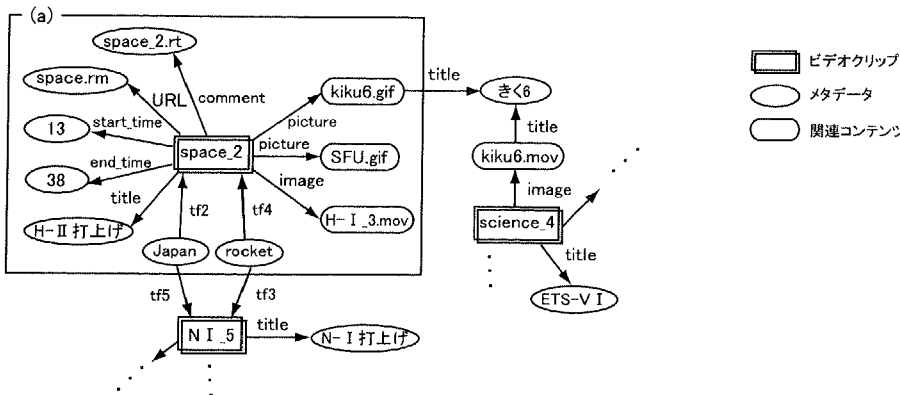 (a)
space_2.rt
space.rm
URL
comment
kiku6.gif
title
きく6
13
start_time
picture
title
space_2
picture
SFU.gif
kiku6.mov
38
end_time
image
image
title
H-Ⅰ_3.mov
science_4
H-Ⅱ打上げ
tf2
tf4
title
Japan
rocket
ETS-VⅠ
tf5
tf3
NⅠ_5
title
N-Ⅰ打上げ
ビデオクリップ
メタデータ
関連コンテンツ